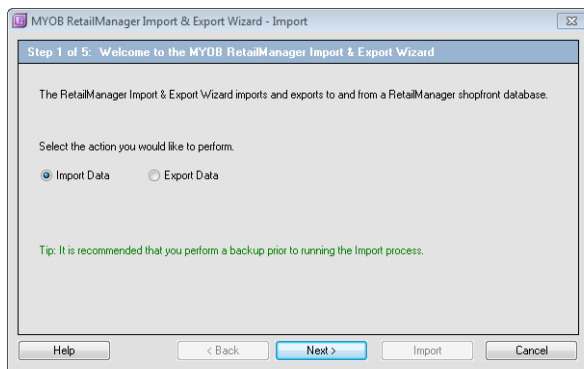 MYOB RetailManager Import & Export Wizard - Import
Step 1 of 5: Welcome to the MYOB RetailManager Import & Export Wizard
The RetailManager Import & Export Wizard imports and exports to and from a RetailManager shopfront database.
Select the action you would like to perform.
Import Data Export Data
Tip: It is recommended that you perform a backup prior to running the Import process.
Help < Back Next > Import Cancel